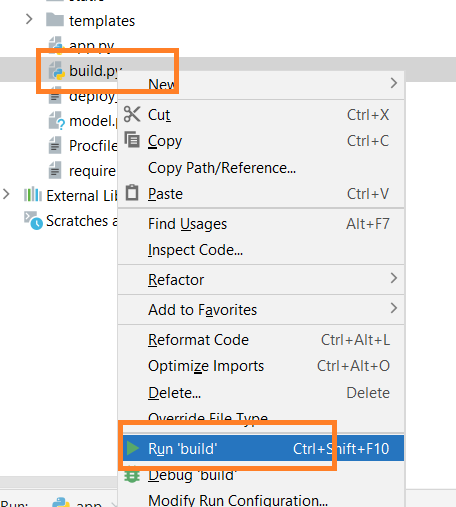 templates
app.py
build.py
New
deploy_
Cut Ctrl+X
model.p
Copy Ctrl+C
Procfile
Copy Path/Reference...
require
Paste Ctrl+V
External Lib
Scratches a
Find Usages Alt+F7
Inspect Code...
Refactor
Add to Favorites
Reformat Code Ctrl+Alt+L
Optimize Imports Ctrl+Alt+O
Delete... Delete
Override File Type
Run 'build' Ctrl+Shift+F10
Debug 'build'
Modify Run Configuration...
Run: app